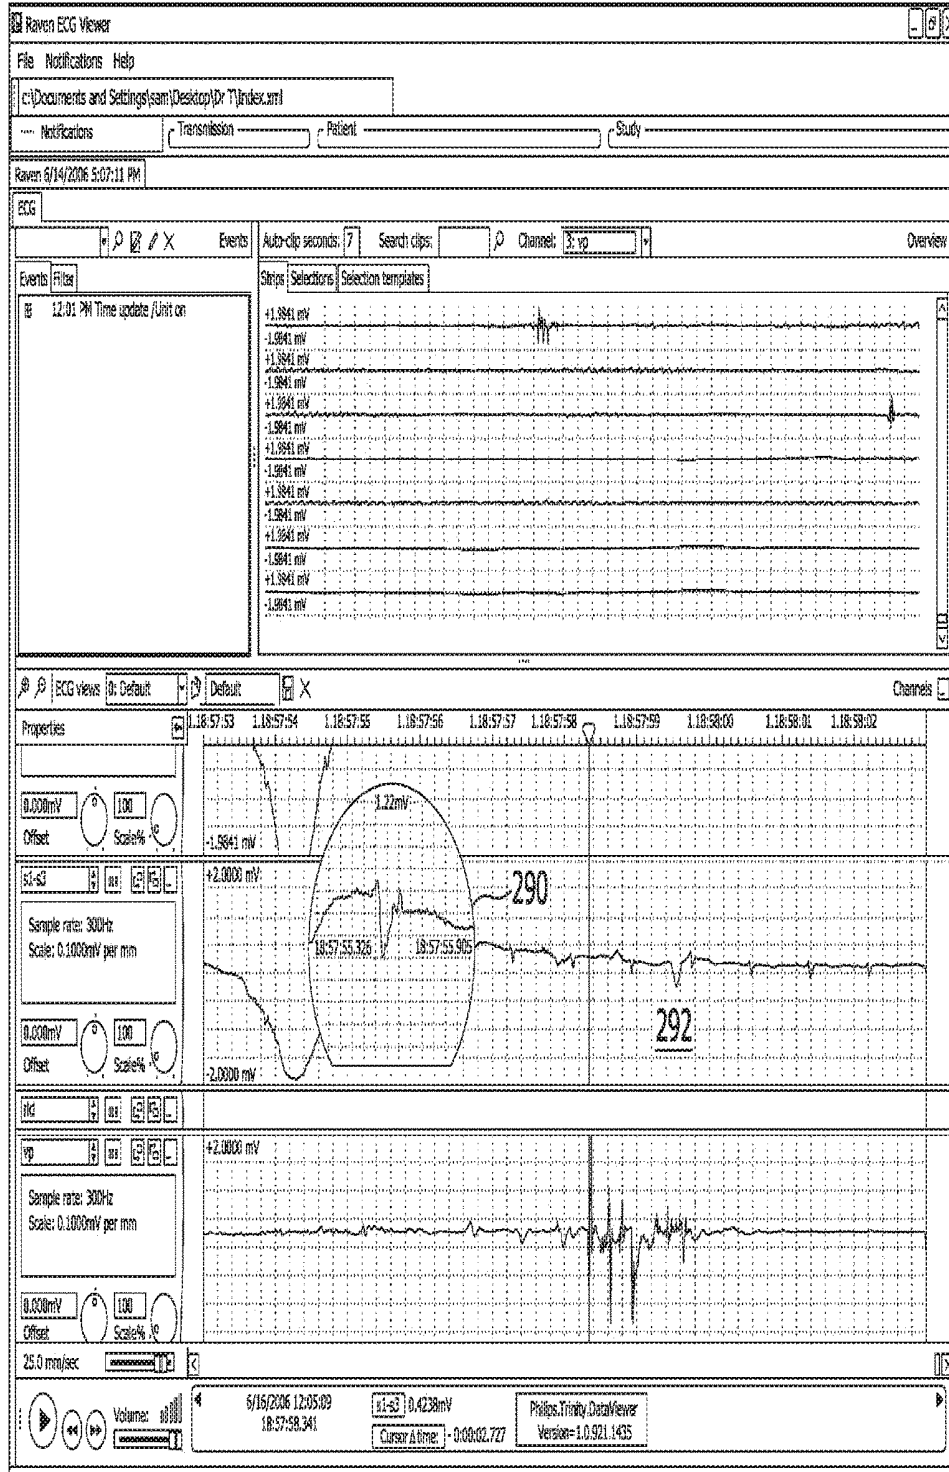 Raven ECG Viewer
File Notifications Help
c:\Documents and Settings\sam\Desktop\Dr T\Index.xml
Notifications Transmission Patient Study
Raven 6/14/2006 5:07:11 PM
ECG
Events Auto-clip seconds: 7 Search clips: Channel: 3: vp Overview
Events Filter Strips Selections Selection templates
12:01 PM Time update /Unit on
+1.9841 mV
-1.9841 mV
+1.9841 mV
-1.9841 mV
+1.9841 mV
-1.9841 mV
+1.9841 mV
-1.9841 mV
+1.9841 mV
-1.9841 mV
+1.9841 mV
-1.9841 mV
+1.9841 mV
-1.9841 mV
ECG views 0: Default Default Channels
Properties 1.18:57:53 1.18:57:54 1.18:57:55 1.18:57:56 1.18:57:57 1.18:57:58 1.18:57:59 1.18:58:00 1.18:58:01 1.18:58:02
0.000mV 100 1.22mV
Offset Scale% -1.9841 mV
s1-s3 +2.0000 mV 290
Sample rate: 300Hz
Scale: 0.1000mV per mm 18:57:55.326 18:57:55.905
292
0.000mV 100
Offset Scale% -2.0000 mV
rld
vp +2.0000 mV
Sample rate: 300Hz
Scale: 0.1000mV per mm
0.000mV 100
Offset Scale%
25.0 mm/sec
Volume: 6/16/2006 12:05:09 s1-s3 0.4238mV Philips.Trinity.DataViewer
18:57:58.341 Cursor Δ time: - 0:00:02.727 Version=1.0.921.1435